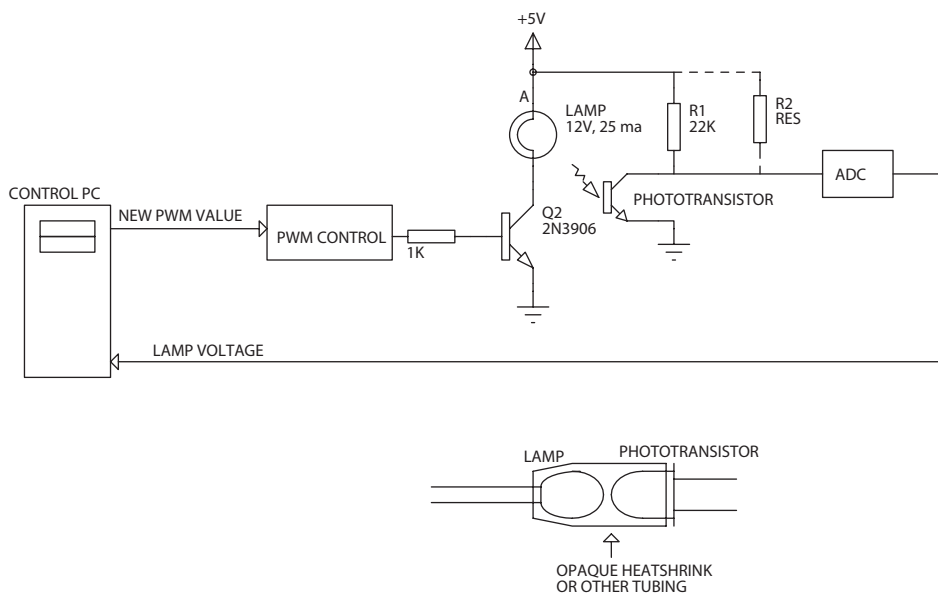 +5V
A
LAMP
12V, 25 ma
R1
22K
R2
RES
ADC
PHOTOTRANSISTOR
CONTROL PC
NEW PWM VALUE
PWM CONTROL
1K
Q2
2N3906
LAMP VOLTAGE
LAMP
PHOTOTRANSISTOR
OPAQUE HEATSHRINK
OR OTHER TUBING